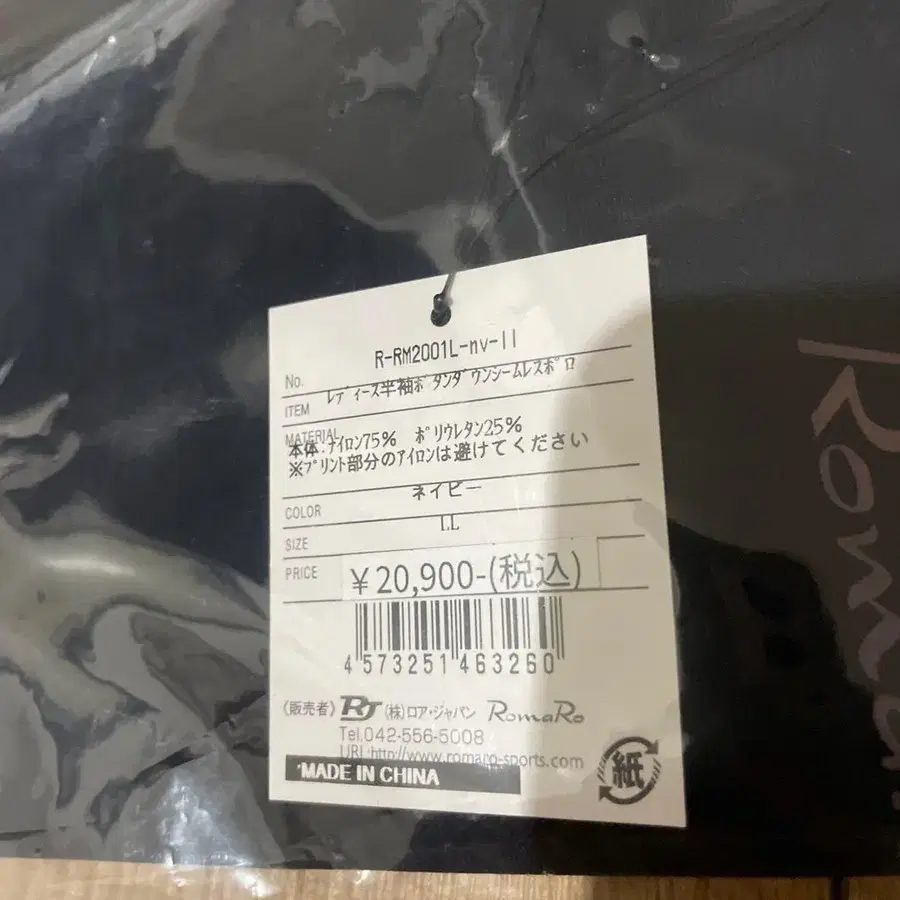 No. R-RM2001L-nv-ll
ITEM ﾚﾃﾞｨｰｽ半袖ﾎﾞﾀﾝﾀﾞｳﾝｼｰﾑﾚｽﾎﾟﾛ
MATERIAL
本体:ﾅｲﾛﾝ75% ﾎﾟﾘｳﾚﾀﾝ25%
※ﾌﾟﾘﾝﾄ部分のｱｲﾛﾝは避けてください
COLOR ネイビー
SIZE LL
PRICE ¥20,900-(税込)
4 573251 463260
《販売者》 RJ (株)ロア・ジャパン RomaRo
Tel.042-556-5008
URL:http://www.romaro-sports.com
MADE IN CHINA
紙